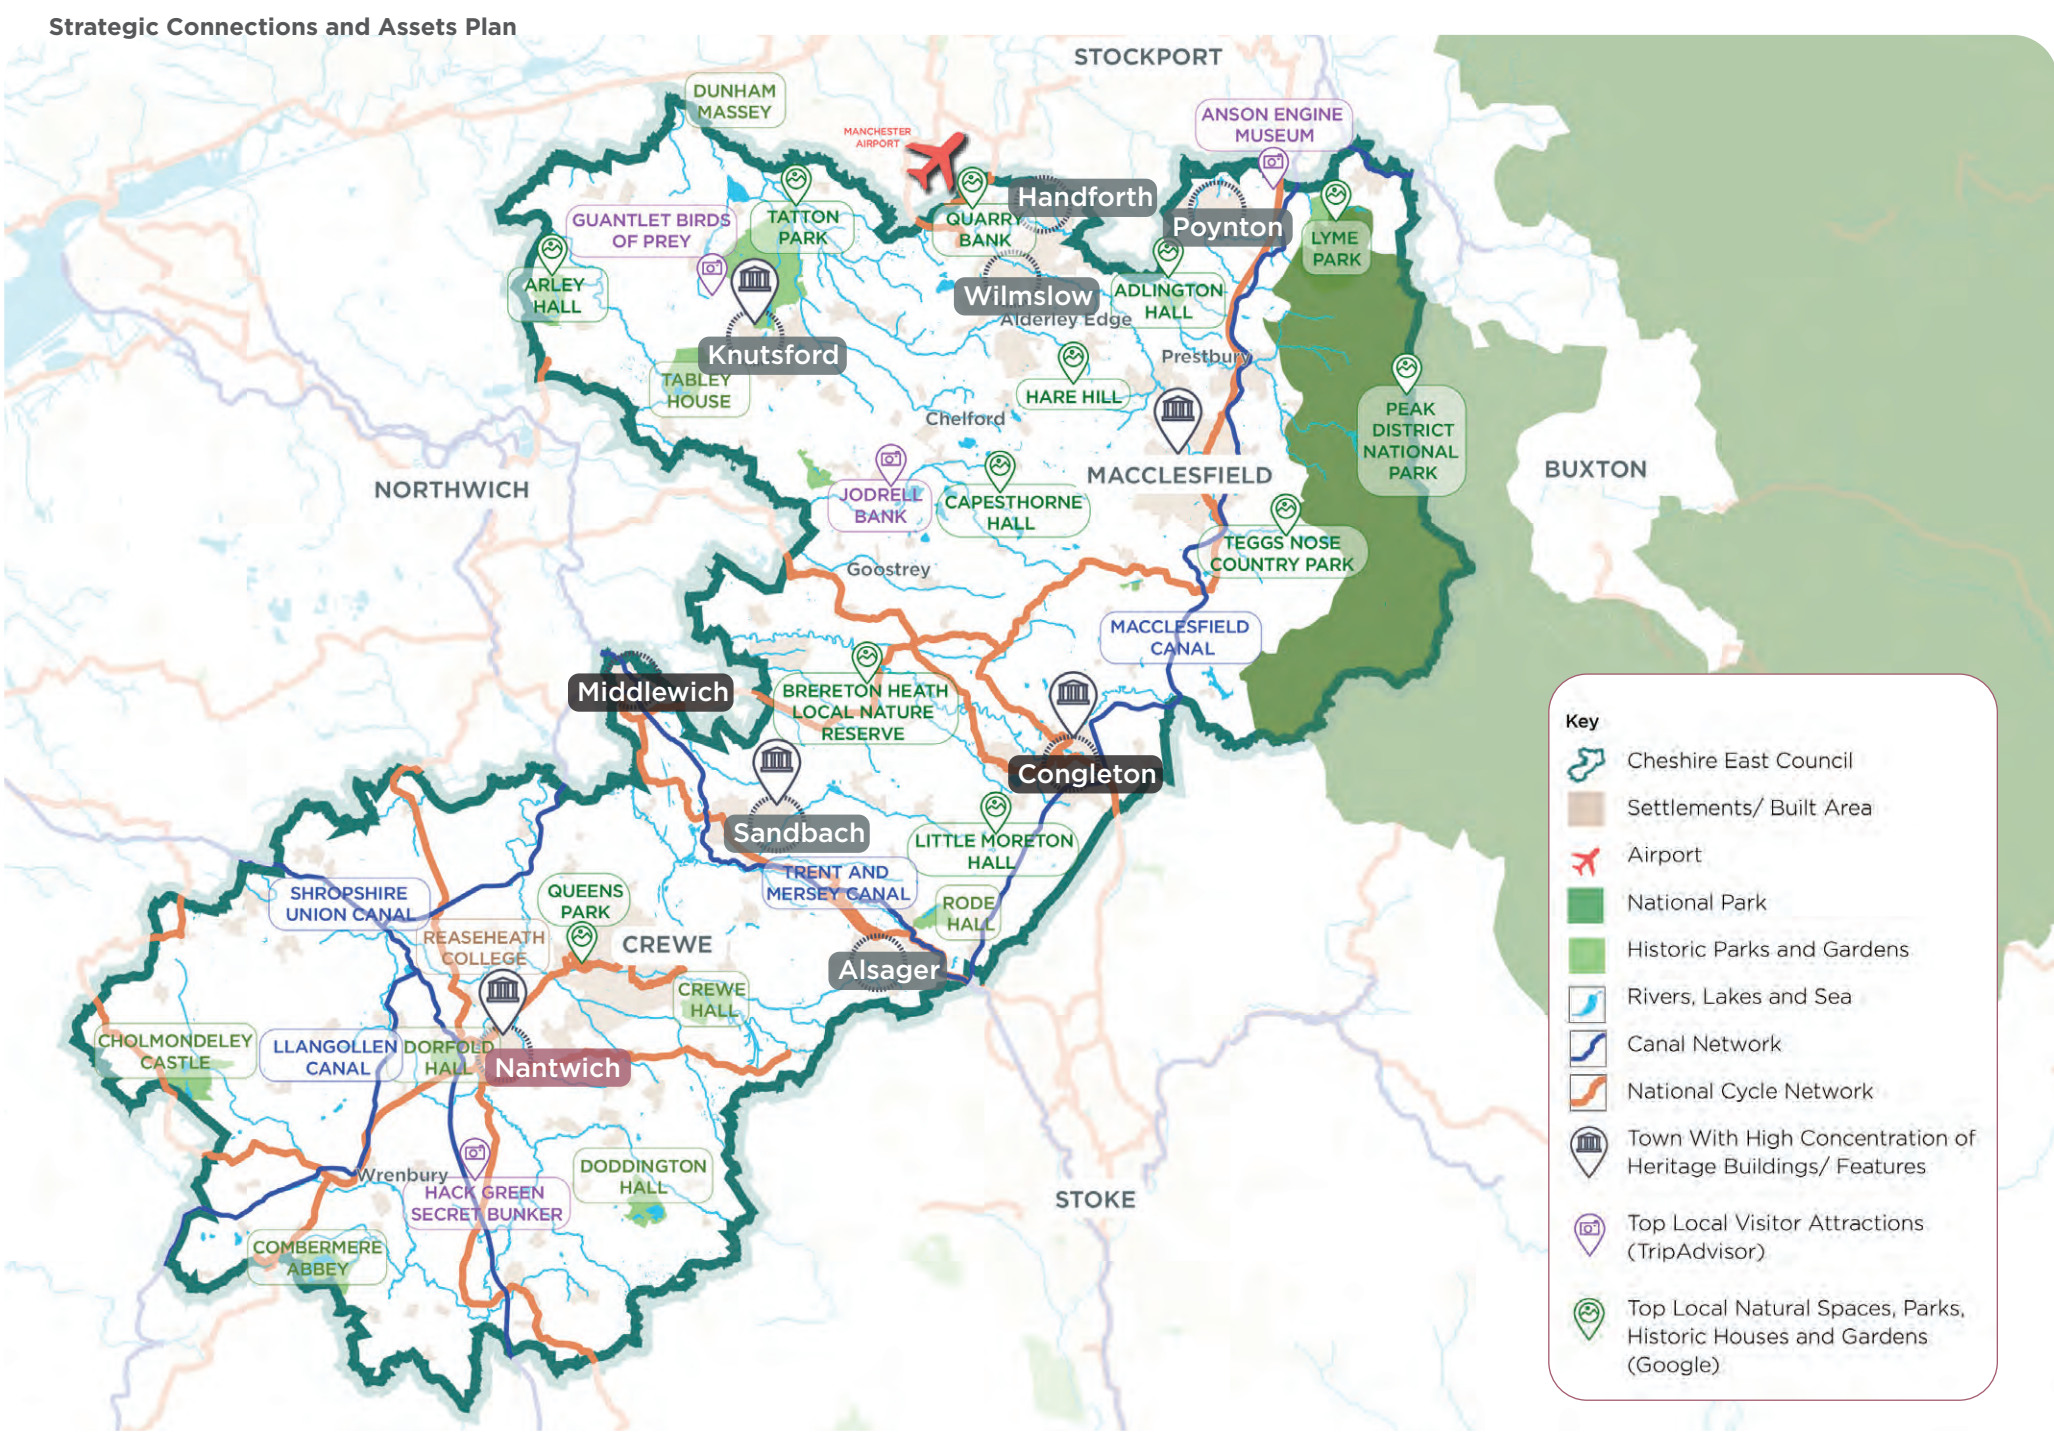 Strategic Connections and Assets Plan
STOCKPORT
DUNHAM
MASSEY
ANSON ENGINE
MUSEUM
MANCHESTER
AIRPORT
Handforth
GUANTLET BIRDS
OF PREY
TATTON
PARK
QUARRY
BANK
Poynton
LYME
PARK
ARLEY
HALL
Wilmslow
ADLINGTON
HALL
Alderley Edge
Knutsford
Prestbury
TABLEY
HOUSE
HARE HILL
Chelford
PEAK
DISTRICT
NATIONAL
PARK
NORTHWICH
MACCLESFIELD
BUXTON
JODRELL
BANK
CAPESTHORNE
HALL
TEGGS NOSE
COUNTRY PARK
Goostrey
MACCLESFIELD
CANAL
Middlewich
BRERETON HEATH
LOCAL NATURE
RESERVE
Congleton
Sandbach
LITTLE MORETON
HALL
TRENT AND
MERSEY CANAL
SHROPSHIRE
UNION CANAL
QUEENS
PARK
RODE
HALL
REASEHEATH
COLLEGE
CREWE
Alsager
CREWE
HALL
CHOLMONDELEY
CASTLE
LLANGOLLEN
CANAL
DORFOLD
HALL
Nantwich
Wrenbury
HACK GREEN
SECRET BUNKER
DODDINGTON
HALL
STOKE
COMBERMERE
ABBEY
Key
Cheshire East Council
Settlements/ Built Area
Airport
National Park
Historic Parks and Gardens
Rivers, Lakes and Sea
Canal Network
National Cycle Network
Town With High Concentration of
Heritage Buildings/ Features
Top Local Visitor Attractions
(TripAdvisor)
Top Local Natural Spaces, Parks,
Historic Houses and Gardens
(Google)